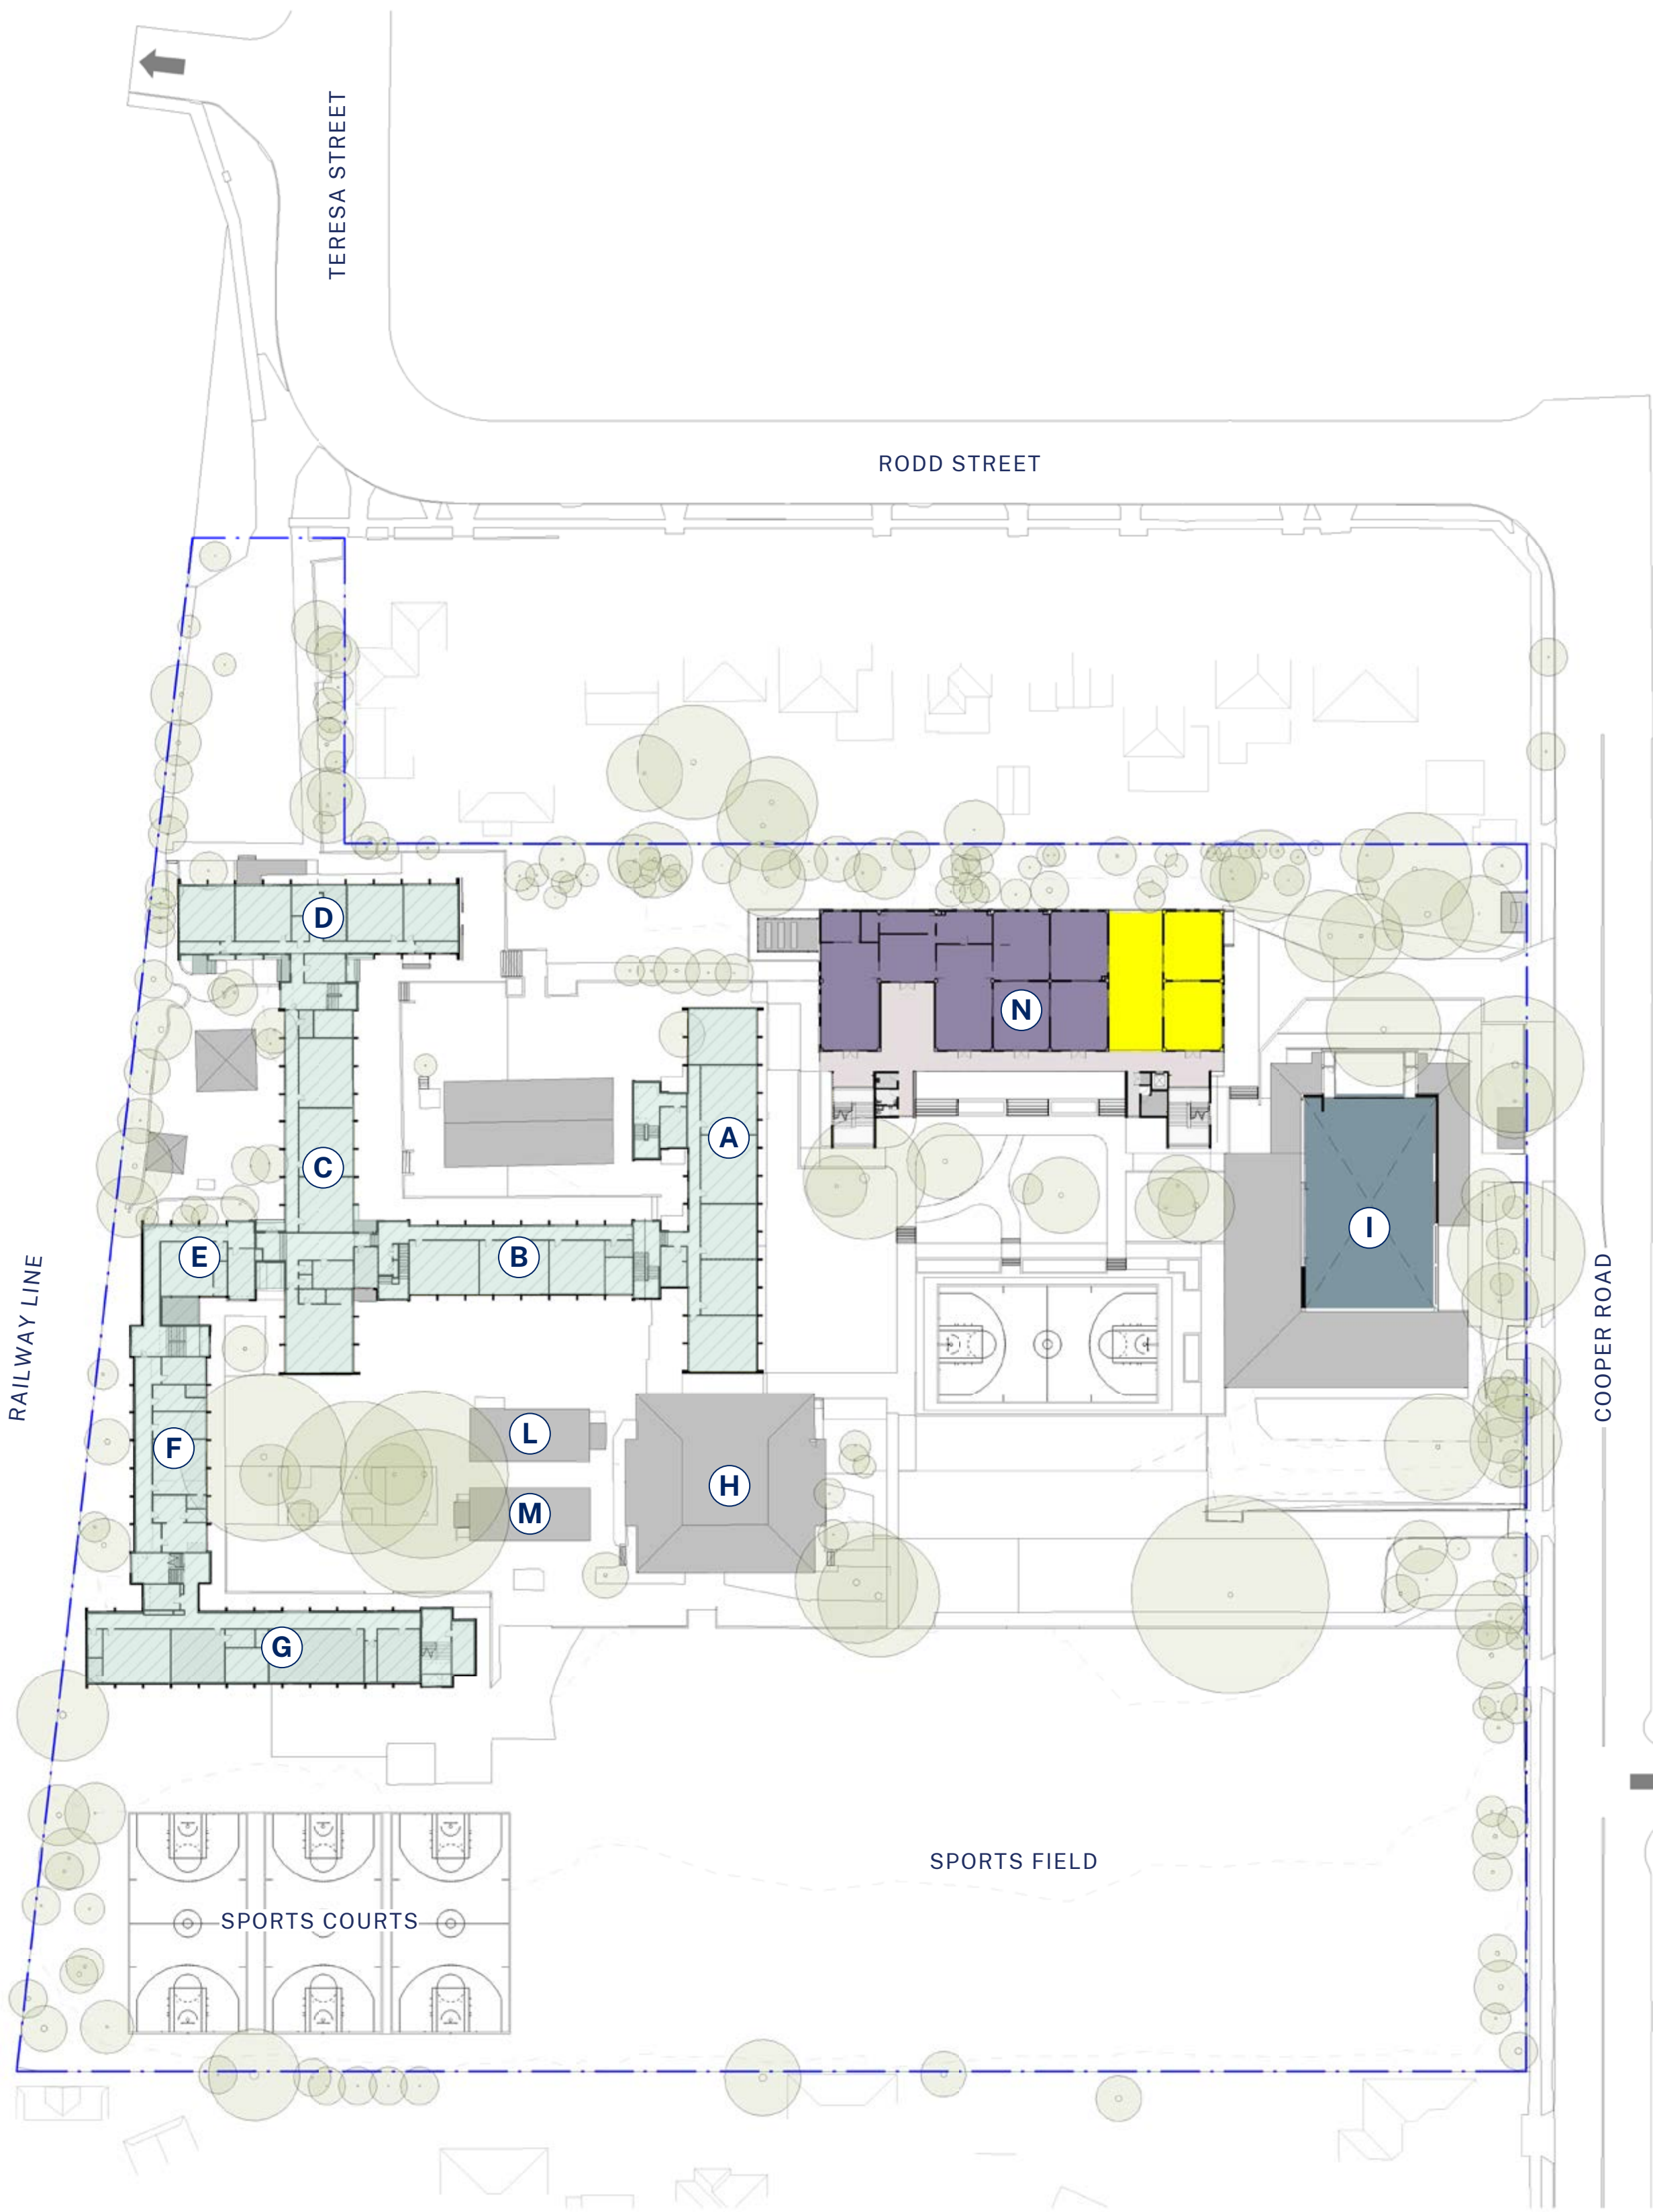 TERESA STREET
RODD STREET
D
N
A
C
I
E
B
RAILWAY LINE
COOPER ROAD
L
F
H
M
G
SPORTS FIELD
SPORTS COURTS